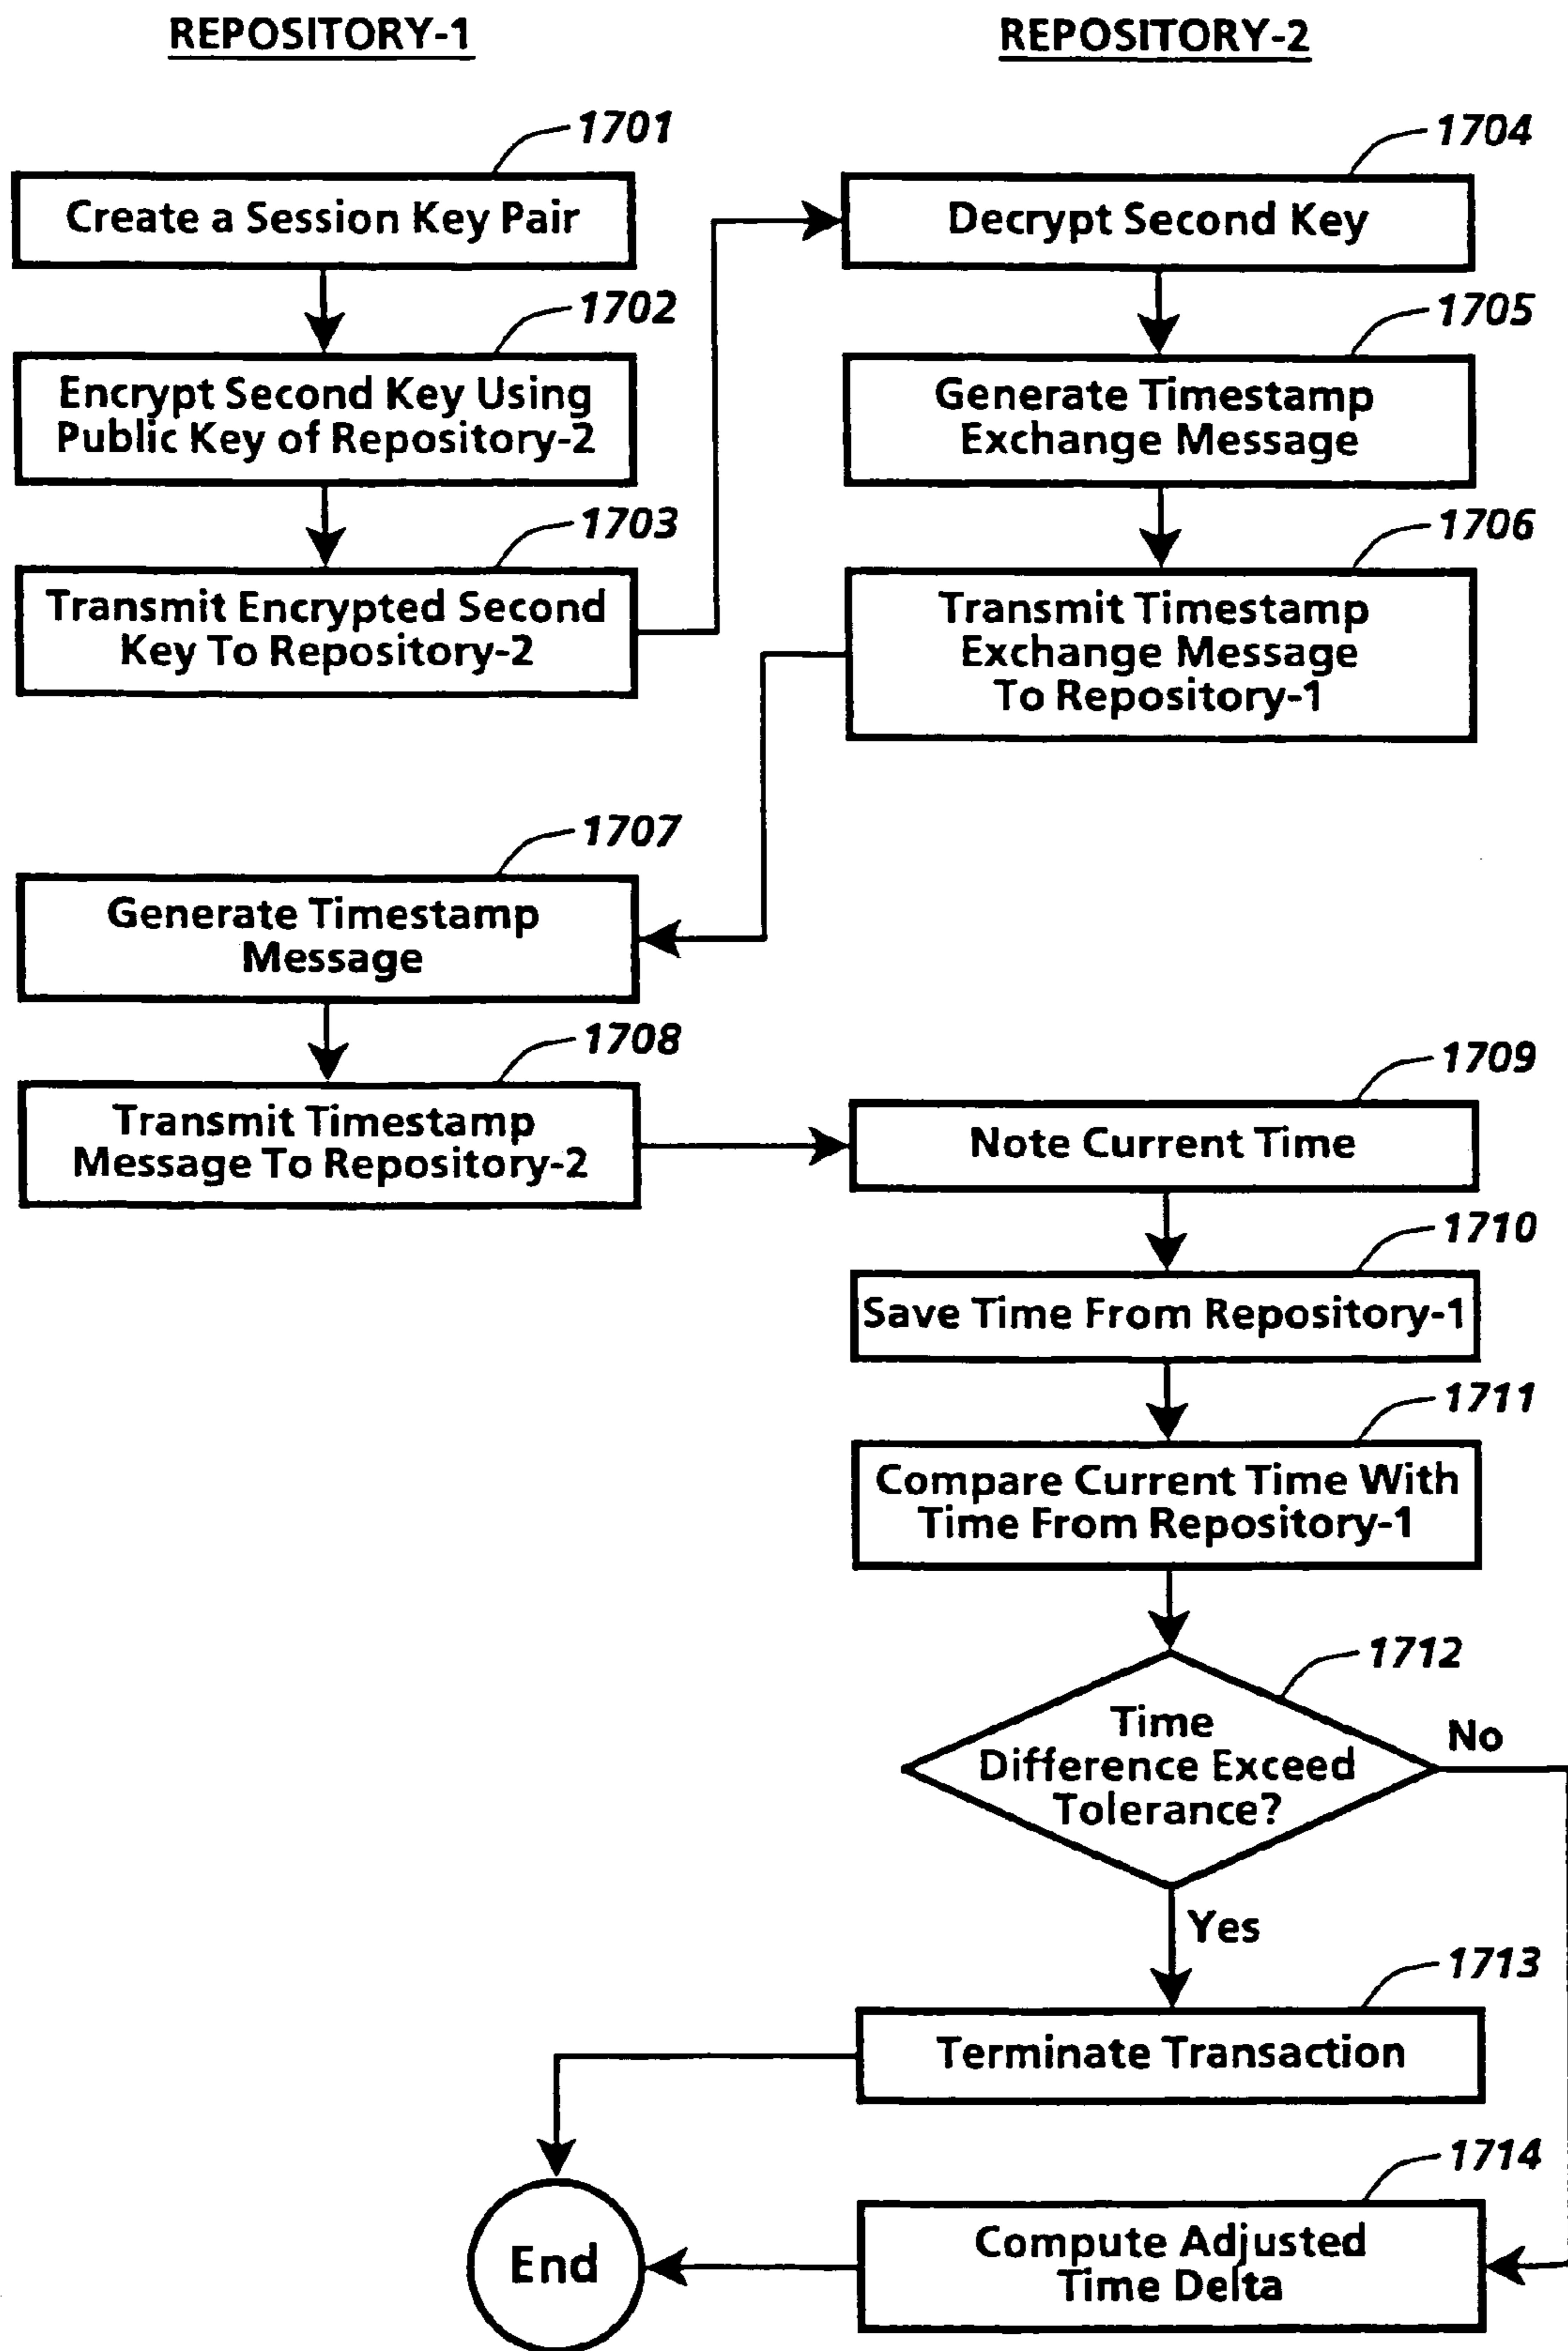 REPOSITORY-1
REPOSITORY-2
1701
Create a Session Key Pair
1702
Encrypt Second Key Using
Public Key of Repository-2
1703
Transmit Encrypted Second
Key To Repository-2
1704
Decrypt Second Key
1705
Generate Timestamp
Exchange Message
1706
Transmit Timestamp
Exchange Message
To Repository-1
1707
Generate Timestamp
Message
1708
Transmit Timestamp
Message To Repository-2
1709
Note Current Time
1710
Save Time From Repository-1
1711
Compare Current Time With
Time From Repository-1
1712
Time
Difference Exceed
Tolerance?
No
Yes
1713
Terminate Transaction
1714
Compute Adjusted
Time Delta
End